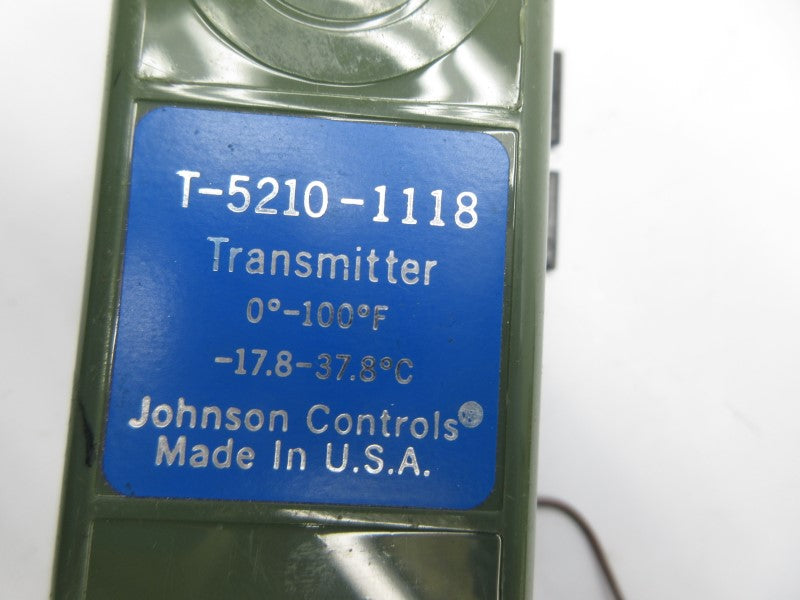 T-5210-1118
Transmitter
0°-100°F
-17.8-37.8°C
Johnson Controls®
Made In U.S.A.